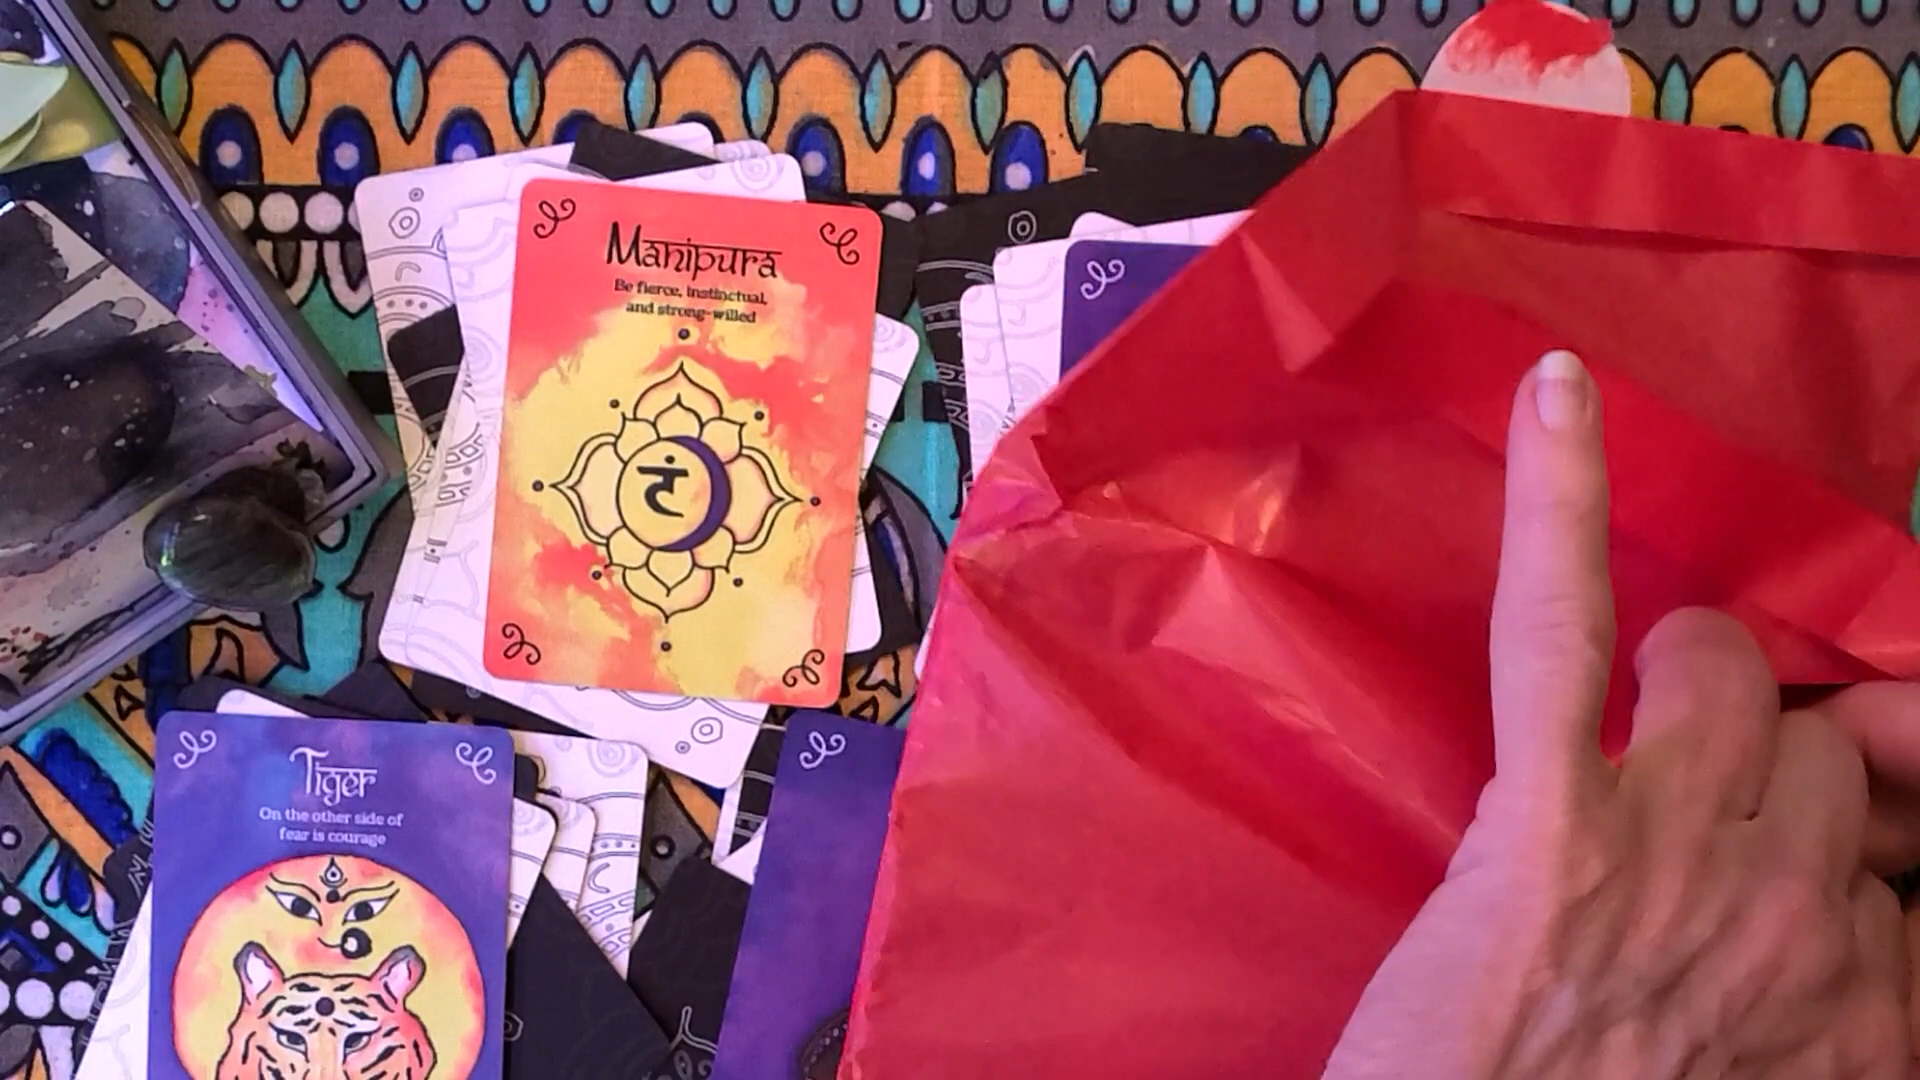 Manipura
Be fierce, instinctual,
and strong-willed
रं
Tiger
On the other side of
fear is courage